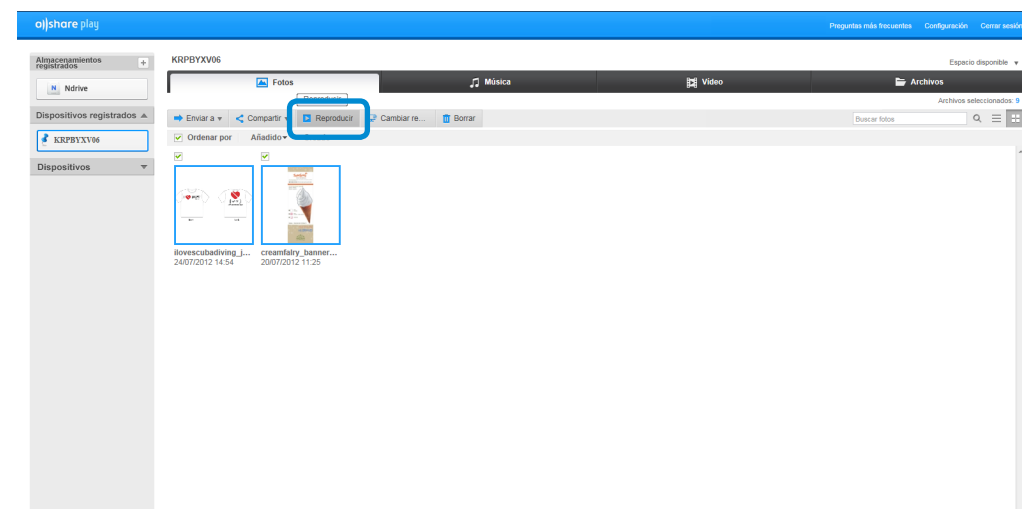 allshare play
Preguntas más frecuentes Configuración Cerrar sesión
Almacenamientos registrados +
N Ndrive
Dispositivos registrados
KRPBYXV06
Dispositivos
KRPBYXV06
Espacio disponible
Fotos Música Vídeo Archivos
Archivos seleccionados: 9
Enviar a Compartir Reproducir Cambiar re... Borrar
Buscar fotos
Ordenar por Añadido
ilovescubadiving_j...
24/07/2012 14:54
creamfalry_banner...
20/07/2012 11:25